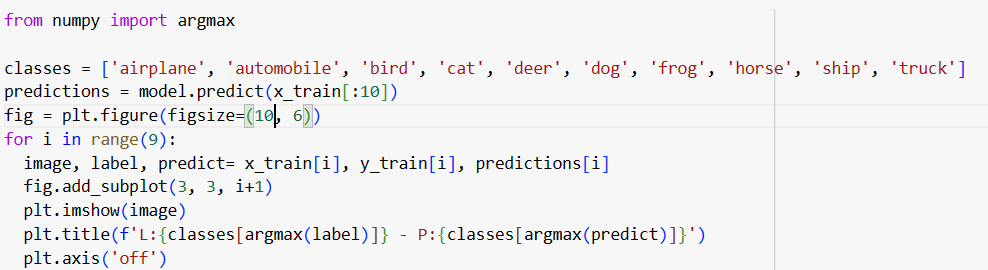 from numpy import argmax
classes = ['airplane', 'automobile', 'bird', 'cat', 'deer', 'dog', 'frog', 'horse', 'ship', 'truck']
predictions = model.predict(x_train[:10])
fig = plt.figure(figsize=(10, 6))
for i in range(9):
  image, label, predict= x_train[i], y_train[i], predictions[i]
  fig.add_subplot(3, 3, i+1)
  plt.imshow(image)
  plt.title(f'L:{classes[argmax(label)]} - P:{classes[argmax(predict)]}')
  plt.axis('off')